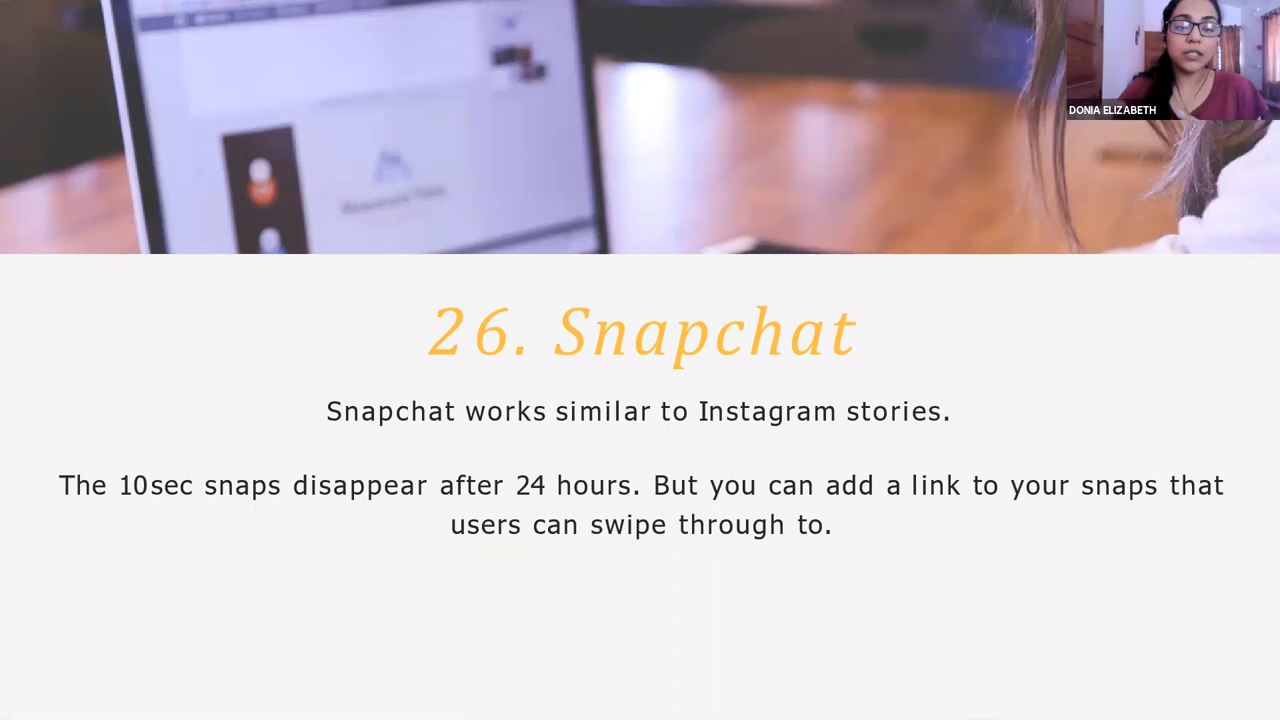 DONIA ELIZABETH
26. Snapchat
Snapchat works similar to Instagram stories.
The 10sec snaps disappear after 24 hours. But you can add a link to your snaps that
users can swipe through to.